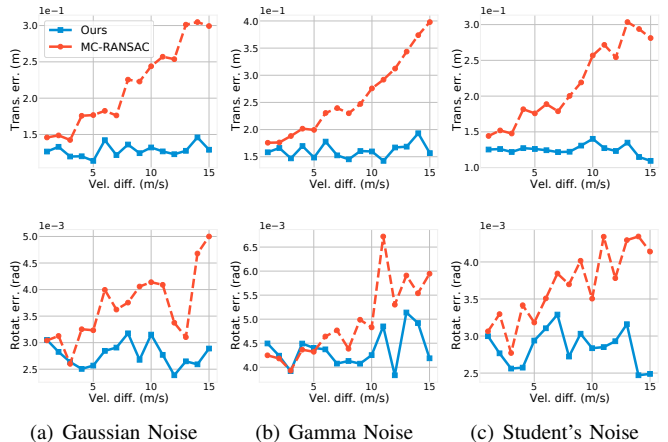 1e−1
1e−1
1e−1
Ours
MC-RANSAC
Trans. err. (m)
3.0
2.5
2.0
1.5
5
10
15
Vel. diff. (m/s)
Trans. err. (m)
4.0
3.5
3.0
2.5
2.0
1.5
5
10
15
Vel. diff. (m/s)
Trans. err. (m)
3.0
2.5
2.0
1.5
1.0
5
10
15
Vel. diff. (m/s)
1e−3
Rotat. err. (rad)
5.0
4.5
4.0
3.5
3.0
2.5
5
10
15
Vel. diff. (m/s)
1e−3
Rotat. err. (rad)
6.5
6.0
5.5
5.0
4.5
4.0
5
10
15
Vel. diff. (m/s)
1e−3
Rotat. err. (rad)
4.0
3.5
3.0
2.5
5
10
15
Vel. diff. (m/s)
(a) Gaussian Noise
(b) Gamma Noise
(c) Student's Noise